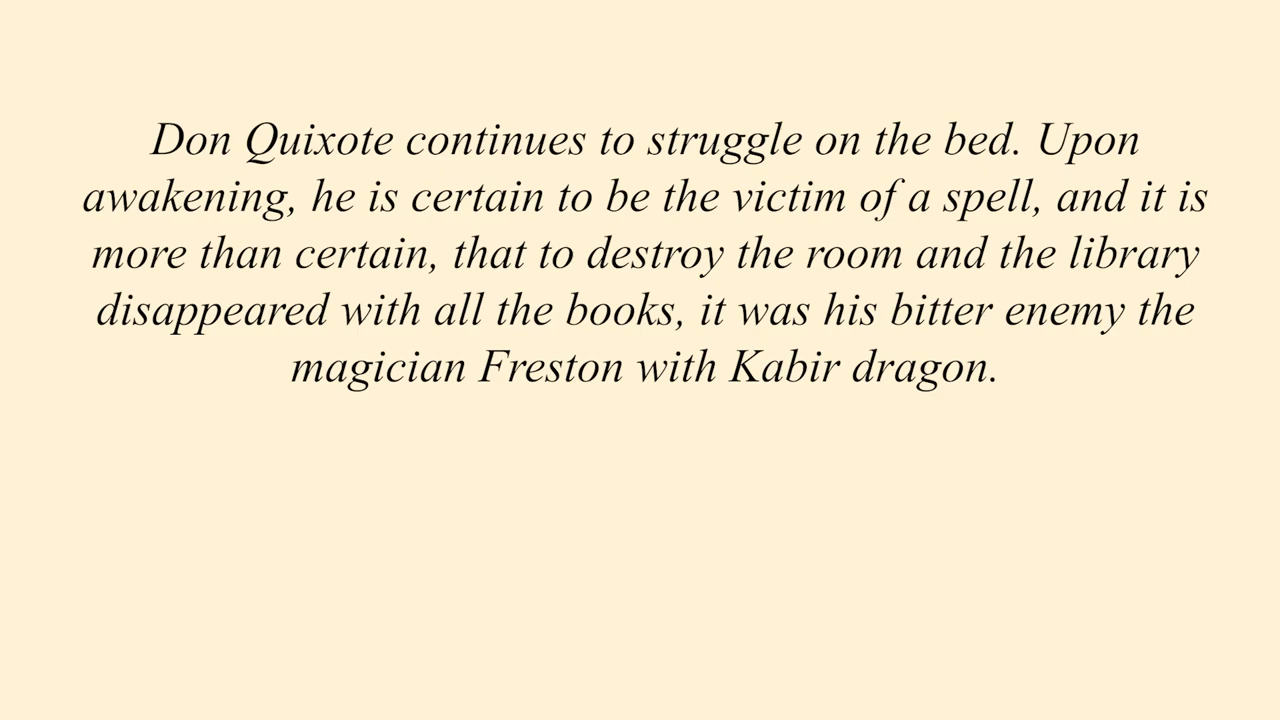 Don Quixote continues to struggle on the bed. Upon
awakening, he is certain to be the victim of a spell, and it is
more than certain, that to destroy the room and the library
disappeared with all the books, it was his bitter enemy the
magician Freston with Kabir dragon.